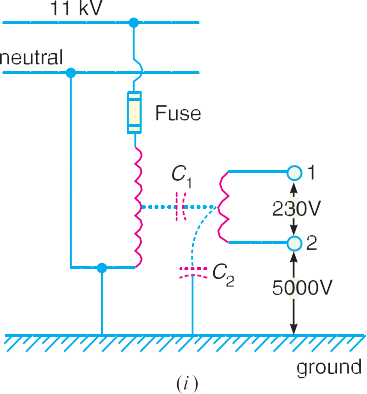 11 kV
neutral
Fuse
C1
1
230V
2
C2
5000V
ground
(i)